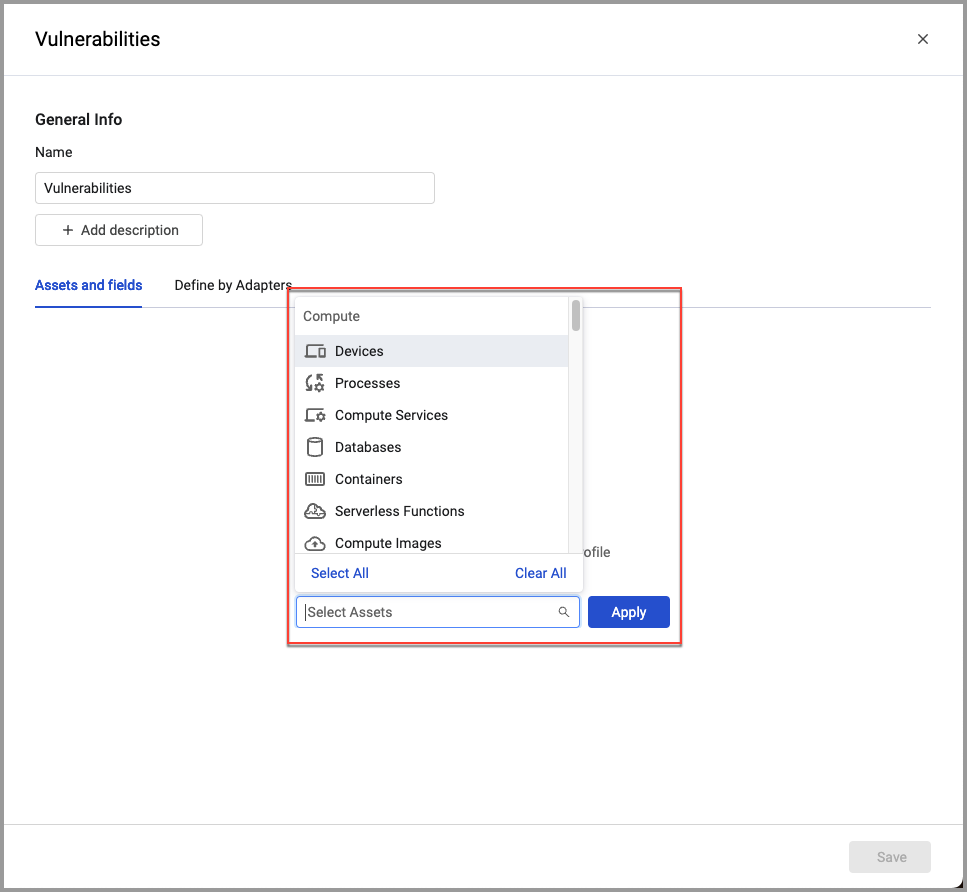 Vulnerabilities
General Info
Name
Vulnerabilities
+ Add description
Assets and fields
Define by Adapters
Compute
Devices
Processes
Compute Services
Databases
Containers
Serverless Functions
Compute Images
ofile
Select All
Clear All
Select Assets
Apply
Save